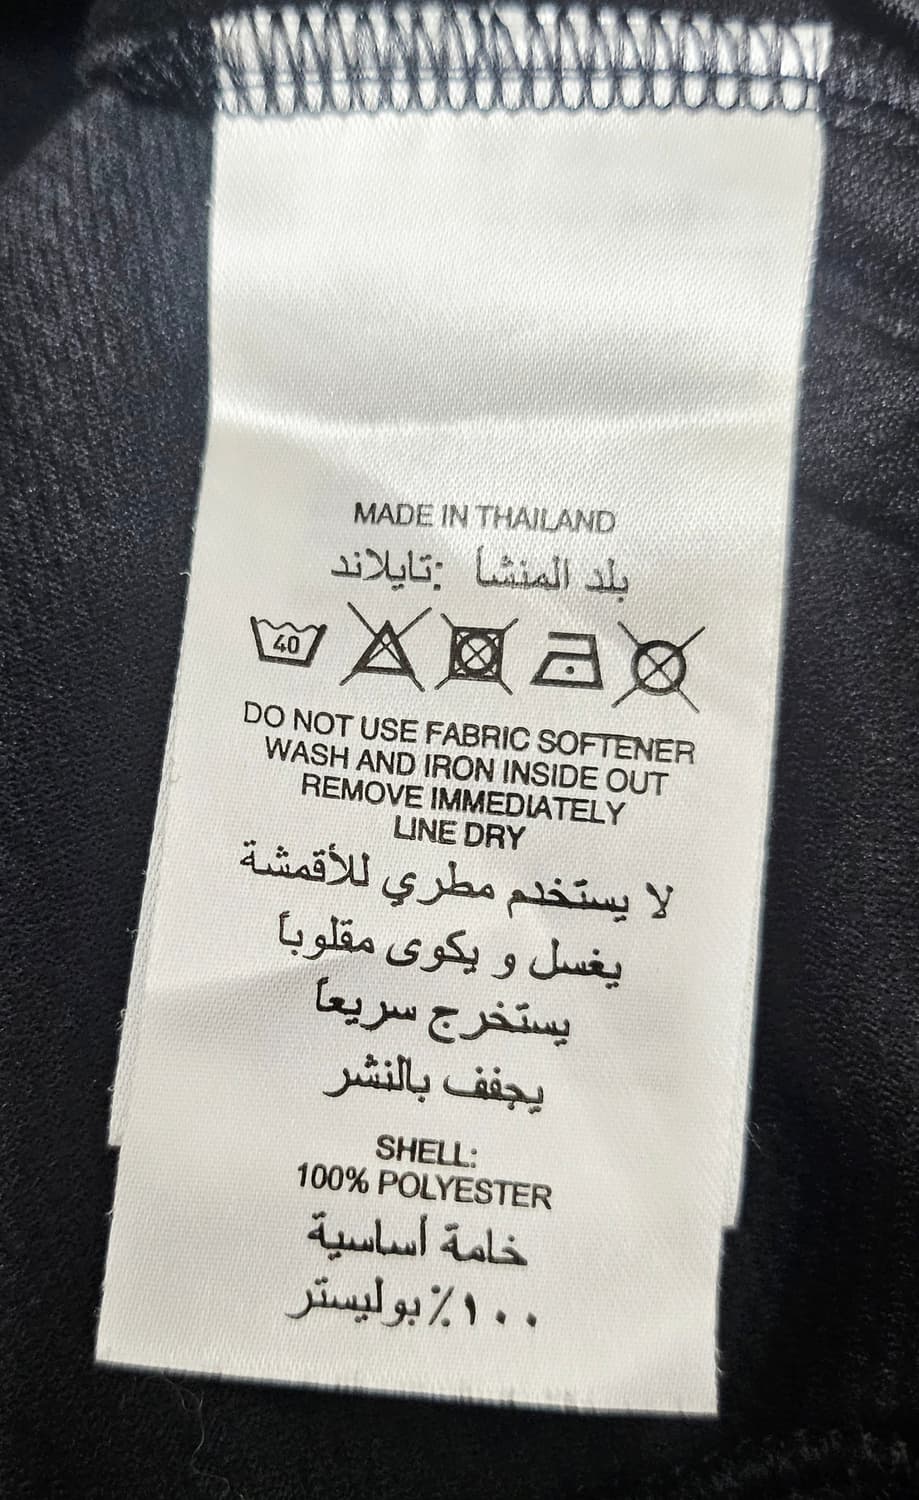 MADE IN THAILAND
بلد المنشأ :تايلاند
40
DO NOT USE FABRIC SOFTENER
WASH AND IRON INSIDE OUT
REMOVE IMMEDIATELY
LINE DRY
لا يستخدم مطري للأقمشة
يغسل و يكوى مقلوباً
يستخرج سريعاً
يجفف بالنشر
SHELL:
100% POLYESTER
خامة أساسية
١٠٠٪ بوليستر